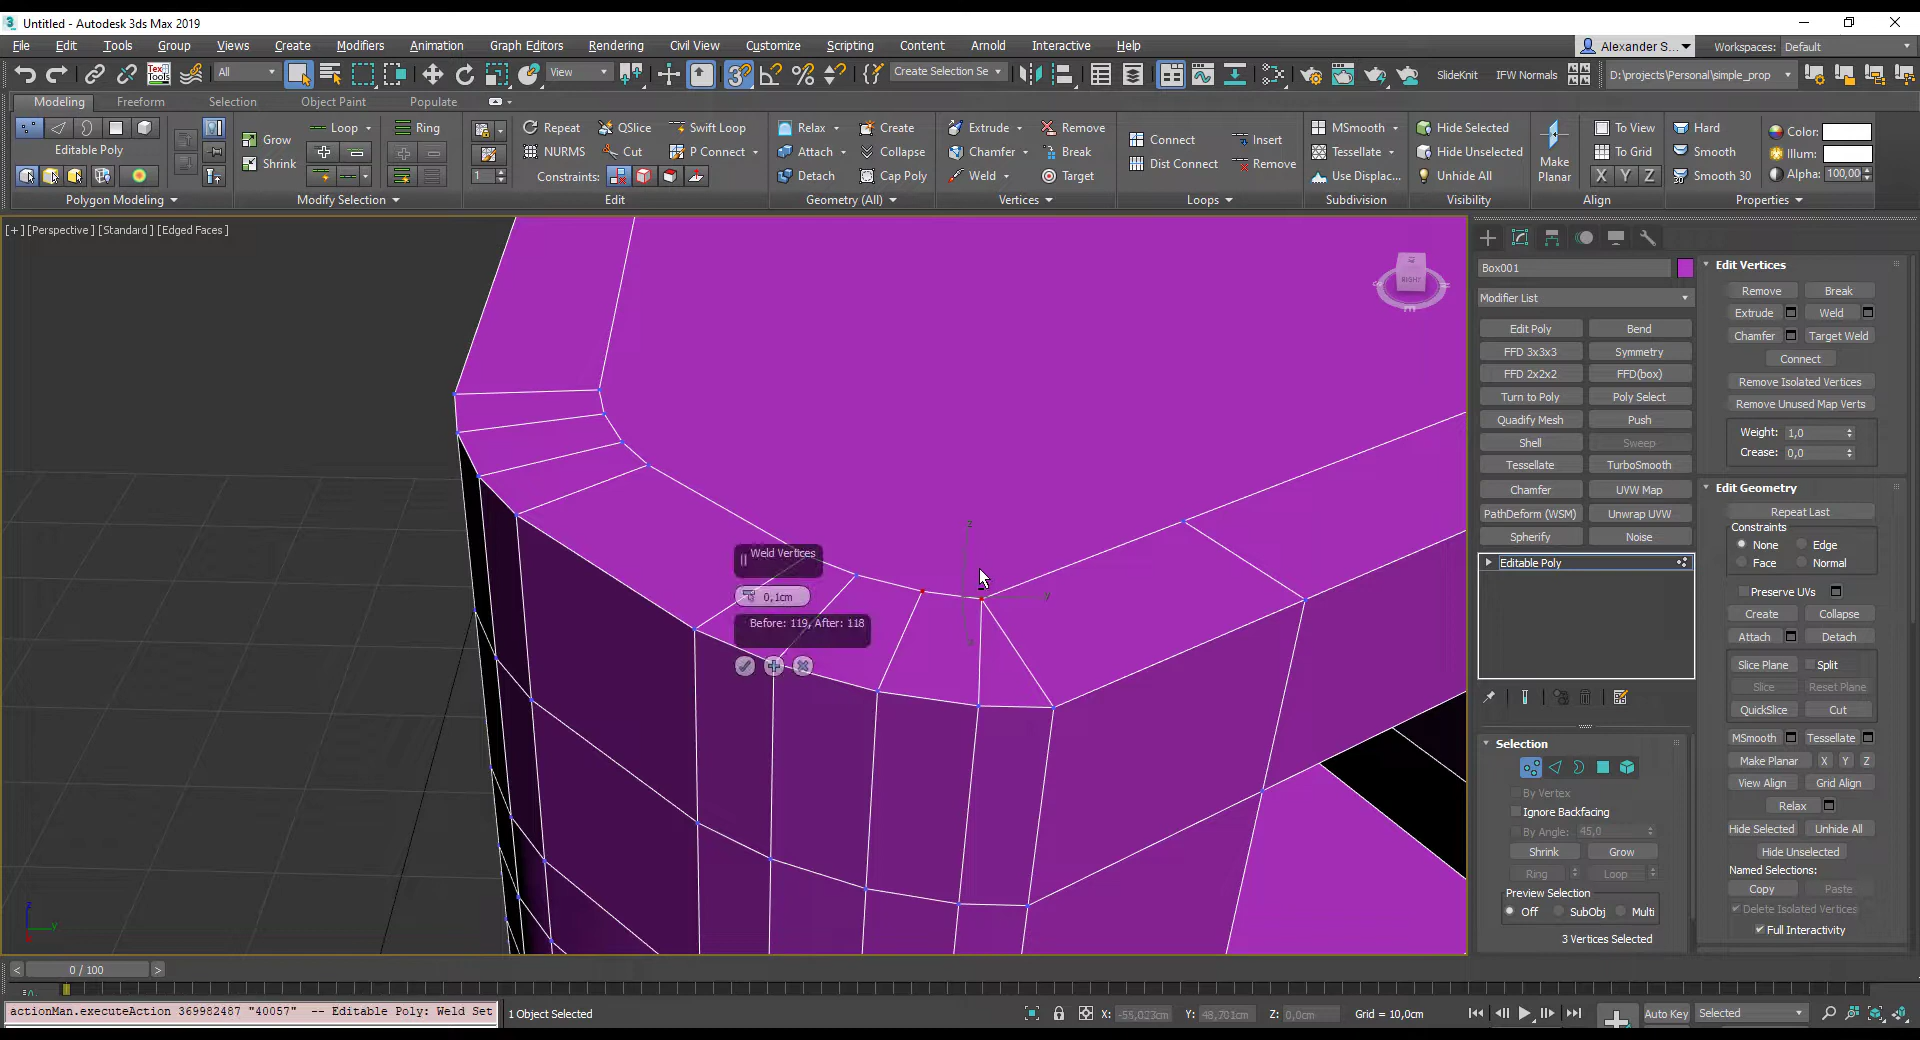 Untitled - Autodesk 3ds Max 2019
File Edit Tools Group Views Create Modifiers Animation Graph Editors Rendering Civil View Customize Scripting Content Arnold Interactive Help
Alexander S... Workspaces: Default
Tex Tools All View Create Selection Se SlideKnit IFW Normals D:\projects\Personal\simple_prop
Modeling Freeform Selection Object Paint Populate
Grow Loop Ring Repeat QSlice Swift Loop Relax Create Extrude Remove Connect Insert MSmooth Hide Selected To View Hard Color:
Editable Poly Shrink NURMS Cut P Connect Attach Collapse Chamfer Break Dist Connect Remove Tessellate Hide Unselected Make Planar To Grid Smooth Illum:
1 Constraints: Detach Cap Poly Weld Target Use Displac... Unhide All X Y Z Smooth 30 Alpha: 100,00
Polygon Modeling Modify Selection Edit Geometry (All) Vertices Loops Subdivision Visibility Align Properties
[+] [Perspective ] [Standard ] [Edged Faces ]
RIGHT
Weld Vertices
0,1cm
Before: 119, After: 118
z
y
x
z
y
Box001
Modifier List
Edit Poly Bend
FFD 3x3x3 Symmetry
FFD 2x2x2 FFD(box)
Turn to Poly Poly Select
Quadify Mesh Push
Shell Sweep
Tessellate TurboSmooth
Chamfer UVW Map
PathDeform (WSM) Unwrap UVW
Spherify Noise
Editable Poly
Selection
By Vertex
Ignore Backfacing
By Angle: 45,0
Shrink Grow
Ring Loop
Preview Selection
Off SubObj Multi
3 Vertices Selected
Edit Vertices
Remove Break
Extrude Weld
Chamfer Target Weld
Connect
Remove Isolated Vertices
Remove Unused Map Verts
Weight: 1,0
Crease: 0,0
Edit Geometry
Repeat Last
Constraints
None Edge
Face Normal
Preserve UVs
Create Collapse
Attach Detach
Slice Plane Split
Slice Reset Plane
QuickSlice Cut
MSmooth Tessellate
Make Planar X Y Z
View Align Grid Align
Relax
Hide Selected Unhide All
Hide Unselected
Named Selections:
Copy Paste
Delete Isolated Vertices
Full Interactivity
< 0 / 100 >
actionMan.executeAction 369982487 "40057" -- Editable Poly: Weld Set
1 Object Selected X: -55,023cm Y: 48,701cm Z: 0,0cm Grid = 10,0cm Auto Key Selected